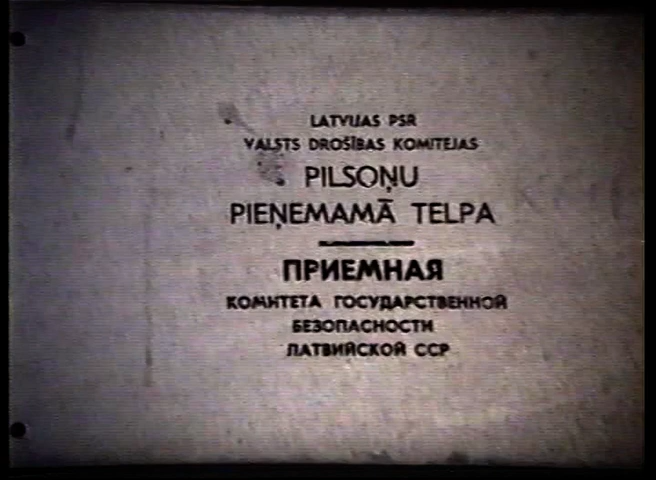 LATVIJAS PSR
VALSTS DROŠĪBAS KOMITEJAS
PILSOŅU
PIEŅEMAMĀ TELPA
ПРИЕМНАЯ
КОМИТЕТА ГОСУДАРСТВЕННОЙ
БЕЗОПАСНОСТИ
ЛАТВИЙСКОЙ ССР